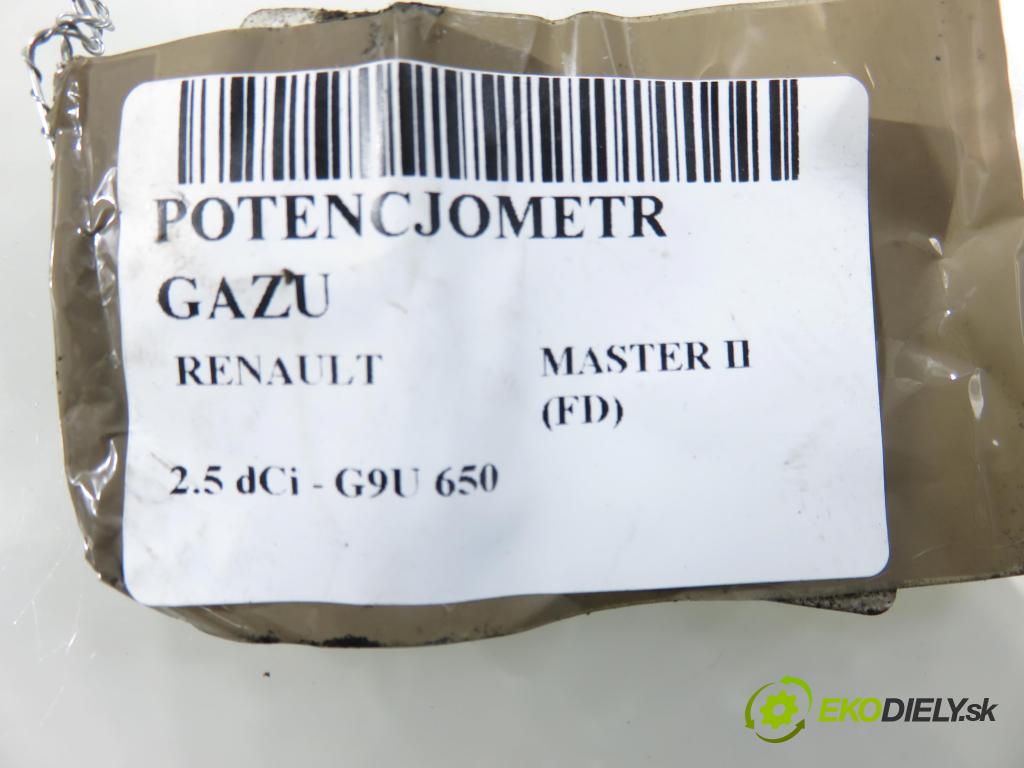 POTENCJOMETR
GAZU
RENAULT MASTER II
(FD)
2.5 dCi - G9U 650
EKODIELY.sk